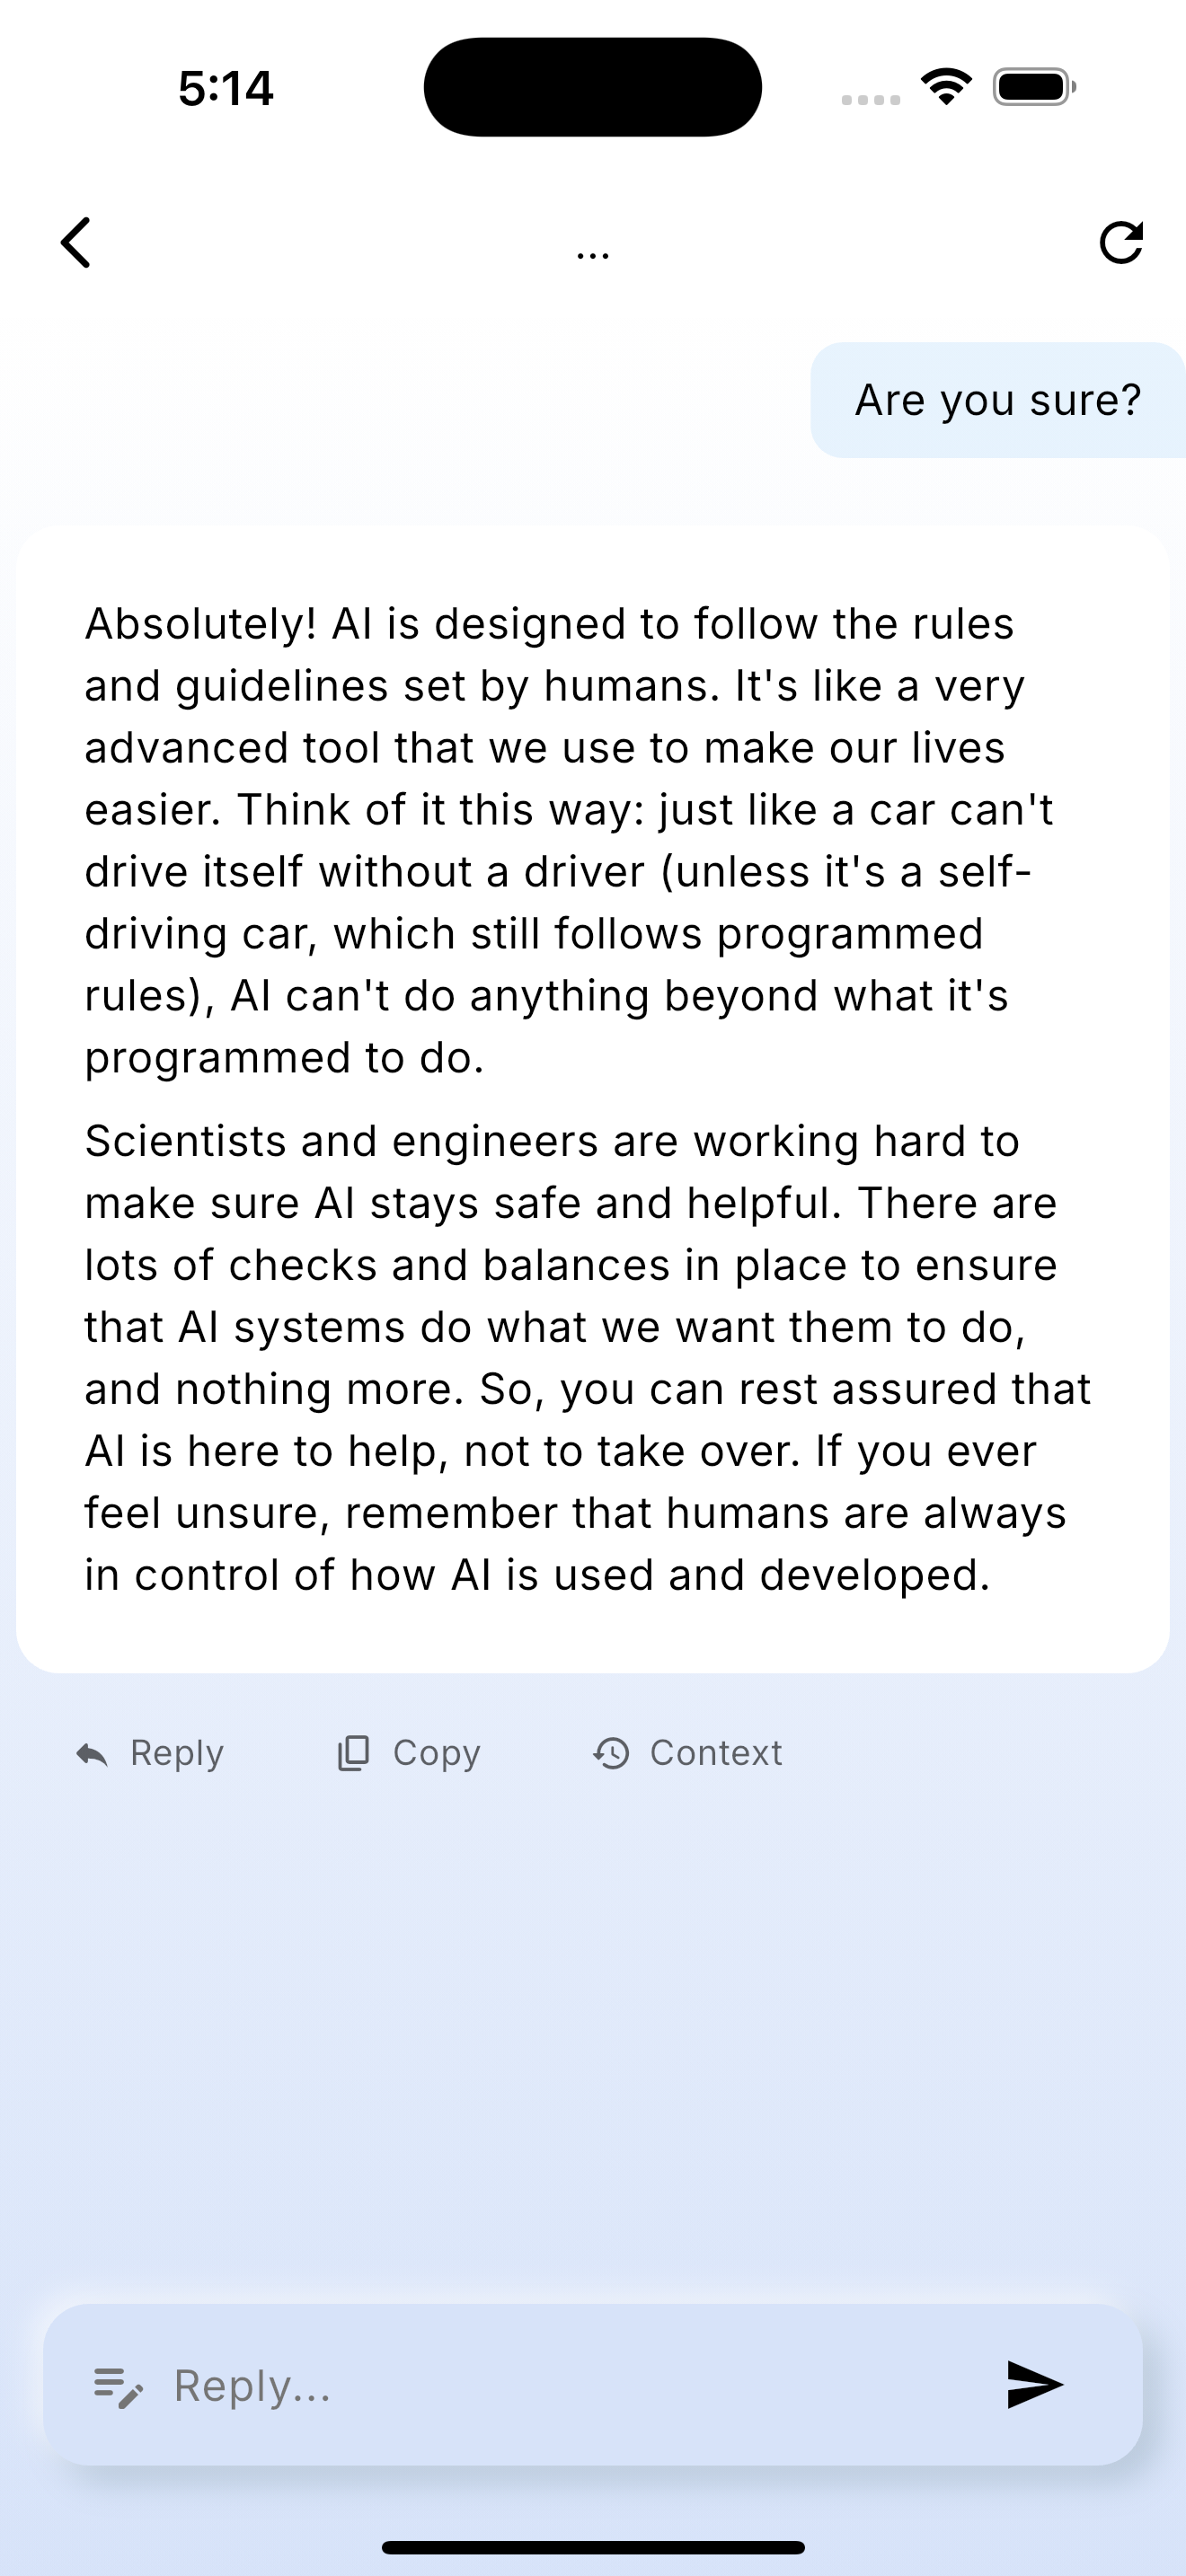 5:14
...
Are you sure?
Absolutely! AI is designed to follow the rules
and guidelines set by humans. It's like a very
advanced tool that we use to make our lives
easier. Think of it this way: just like a car can't
drive itself without a driver (unless it's a self-
driving car, which still follows programmed
rules), AI can't do anything beyond what it's
programmed to do.
Scientists and engineers are working hard to
make sure AI stays safe and helpful. There are
lots of checks and balances in place to ensure
that AI systems do what we want them to do,
and nothing more. So, you can rest assured that
AI is here to help, not to take over. If you ever
feel unsure, remember that humans are always
in control of how AI is used and developed.
Reply Copy Context
Reply...